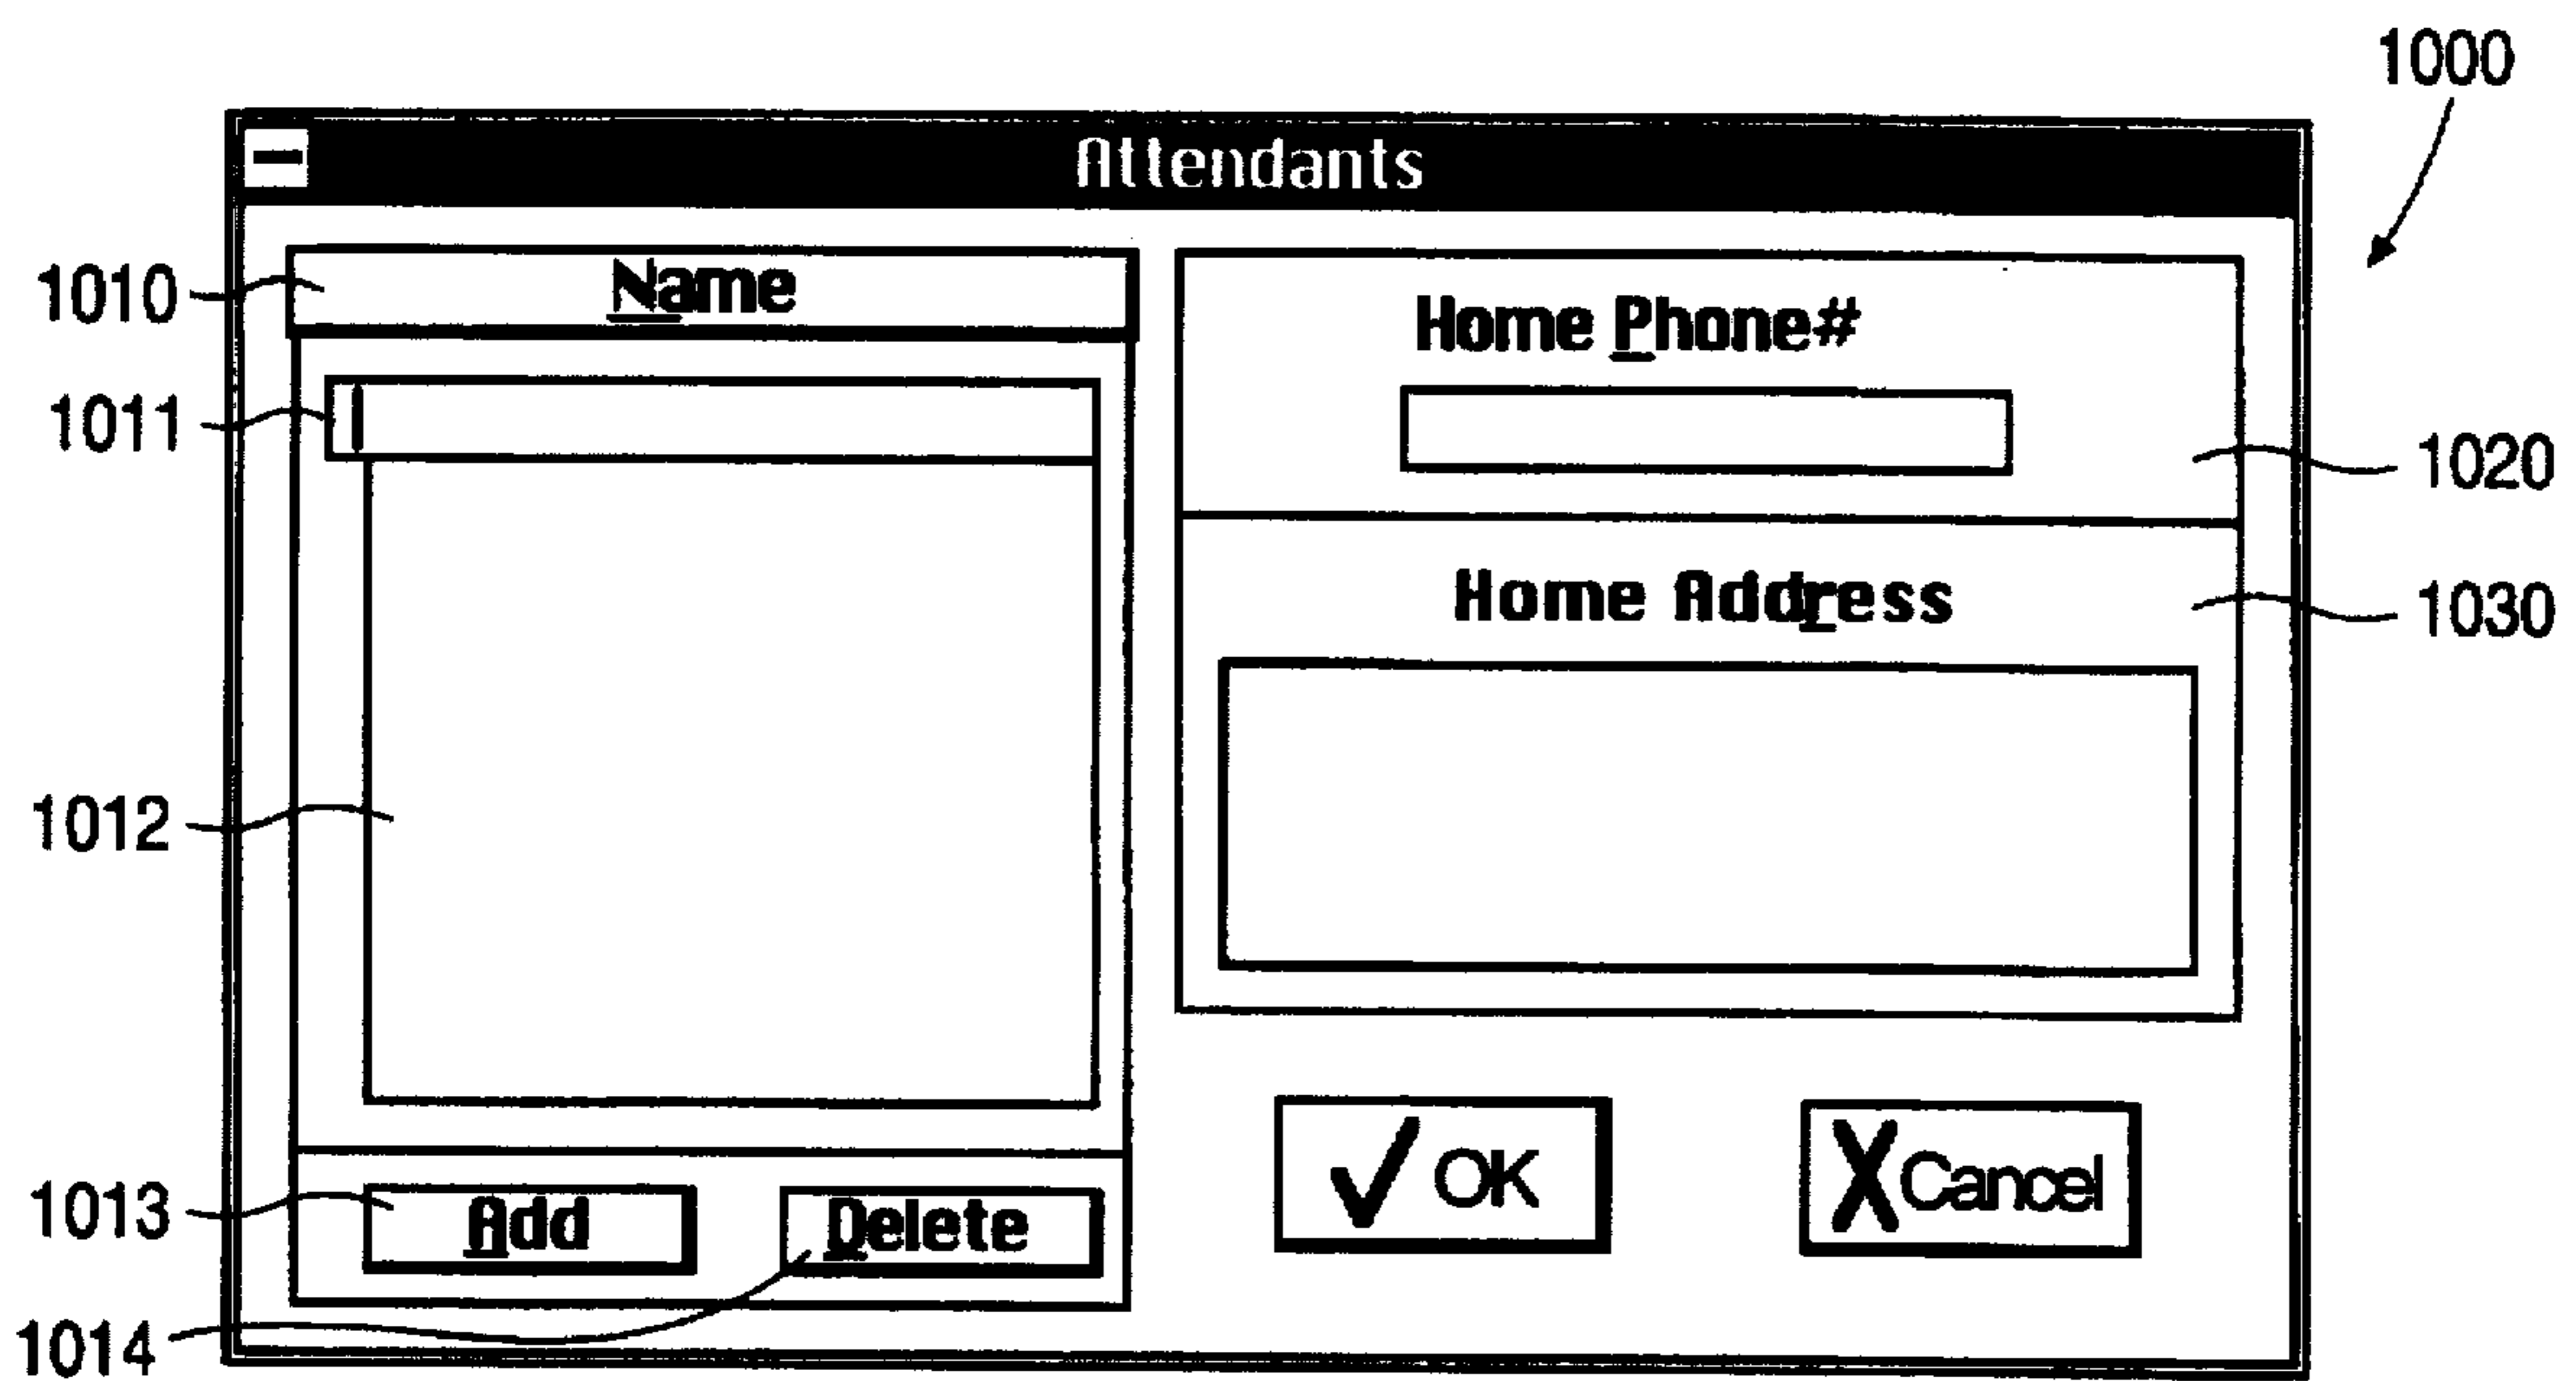 1000
Attendants
1010
Name
Home Phone#
1011
1020
Home Address
1030
1012
OK
Cancel
1013
Add
Delete
1014